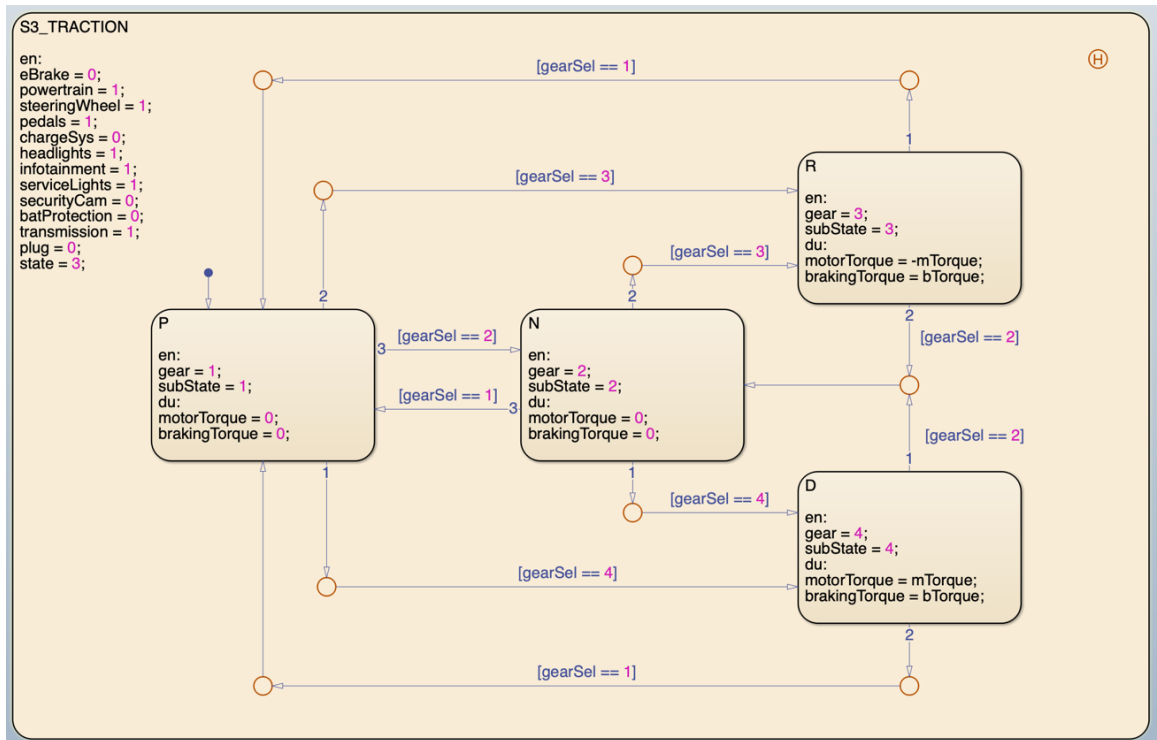 S3_TRACTION
en:
eBrake = 0;
powertrain = 1;
steeringWheel = 1;
pedals = 1;
chargeSys = 0;
headlights = 1;
infotainment = 1;
serviceLights = 1;
securityCam = 0;
batProtection = 0;
transmission = 1;
plug = 0;
state = 3;
H
[gearSel == 1]
1
[gearSel == 3]
R
en:
gear = 3;
subState = 3;
du:
motorTorque = -mTorque;
brakingTorque = bTorque;
[gearSel == 3]
2
2
2
[gearSel == 2]
P
en:
gear = 1;
subState = 1;
du:
motorTorque = 0;
brakingTorque = 0;
3
[gearSel == 2]
[gearSel == 1]
3
N
en:
gear = 2;
subState = 2;
du:
motorTorque = 0;
brakingTorque = 0;
[gearSel == 2]
1
1
1
[gearSel == 4]
D
en:
gear = 4;
subState = 4;
du:
motorTorque = mTorque;
brakingTorque = bTorque;
[gearSel == 4]
2
[gearSel == 1]